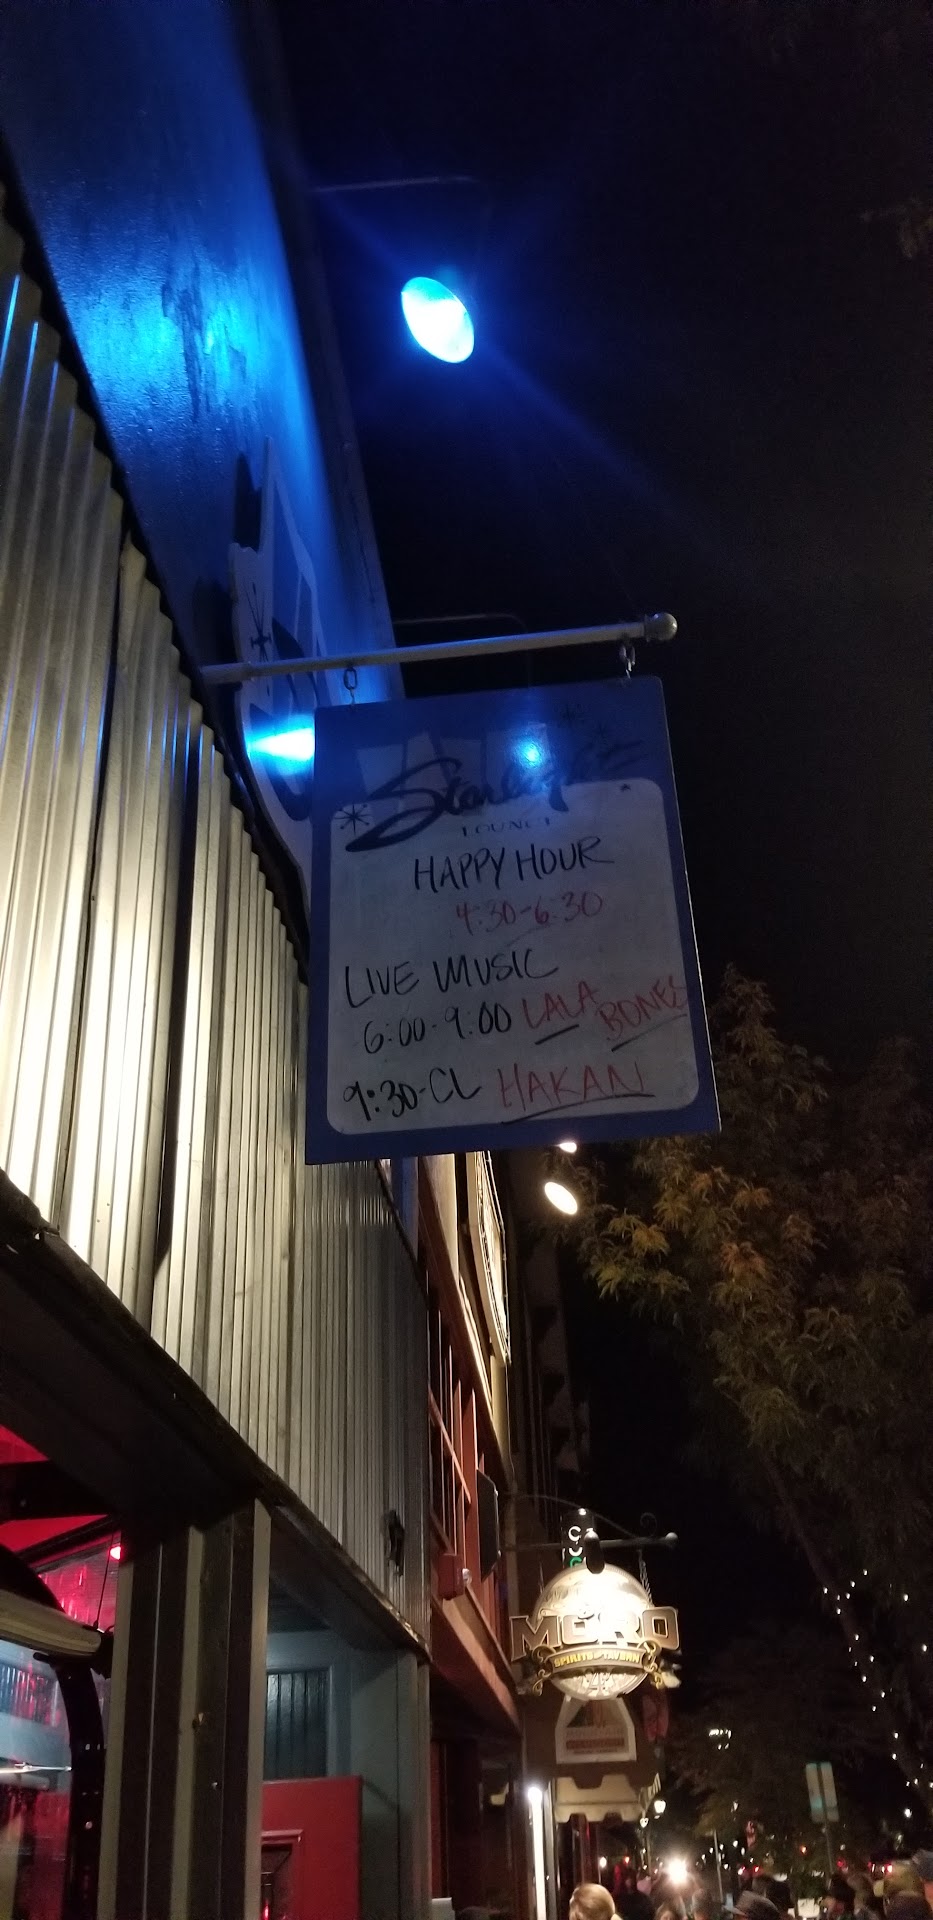 Starlight
LOUNGE
HAPPY HOUR
4:30-6:30
LIVE MUSIC
6:00-9:00 LALA BONES
9:30-CL HAKAN
MORO
SPIRITS & TAVERN